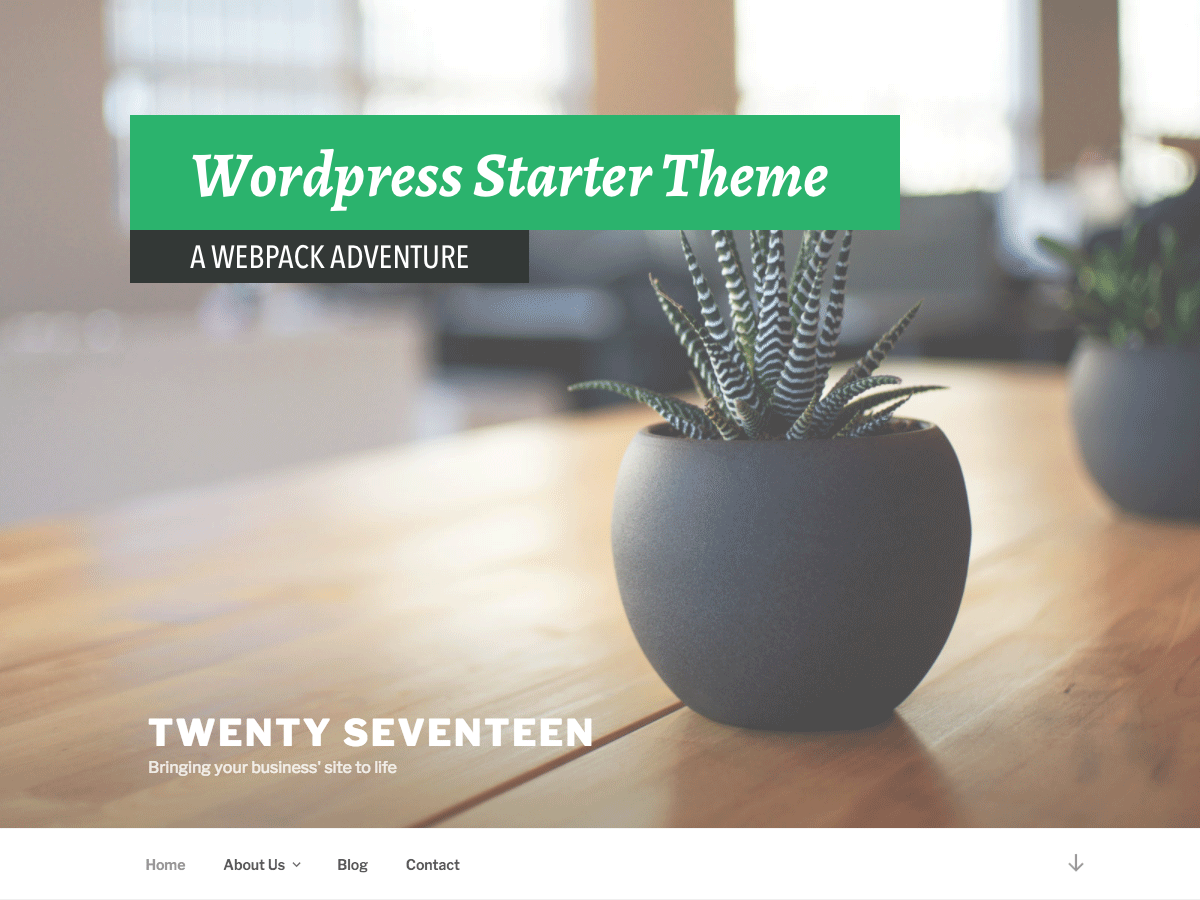 Wordpress Starter Theme
A WEBPACK ADVENTURE
TWENTY SEVENTEEN
Bringing your business' site to life
Home About Us Blog Contact